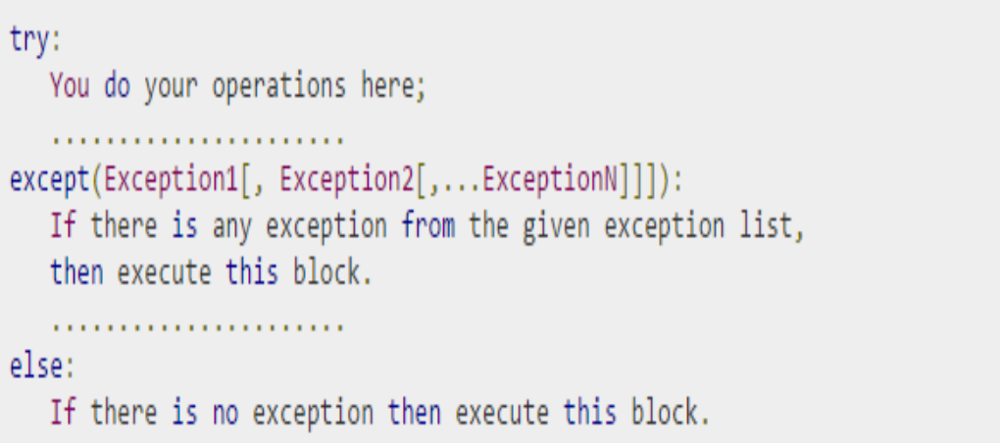 try:
You do your operations here;
......................
except(Exception1[, Exception2[,...ExceptionN]]]):
If there is any exception from the given exception list,
then execute this block.
......................
else:
If there is no exception then execute this block.